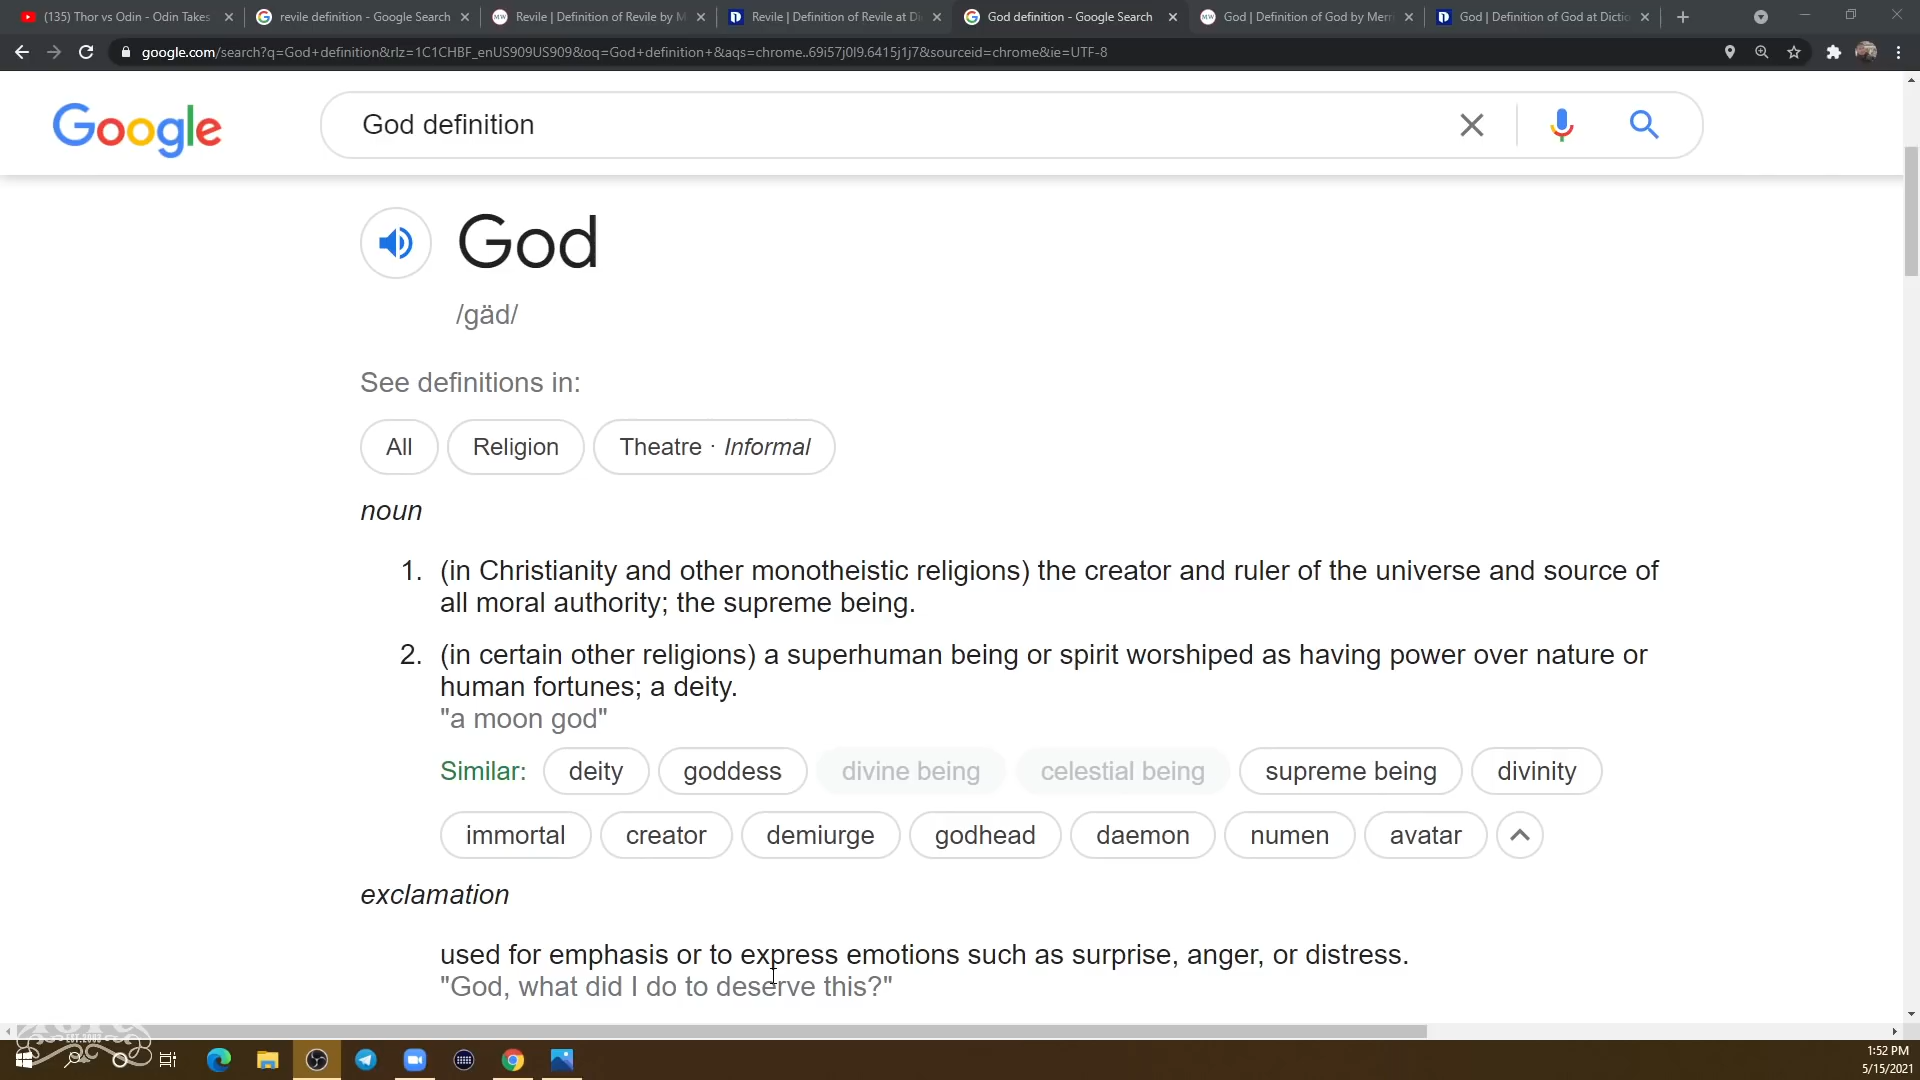 (135) Thor vs Odin - Odin Takes
revile definition - Google Search
Revile | Definition of Revile by M
Revile | Definition of Revile at Di
God definition - Google Search
God | Definition of God by Merr
God | Definition of God at Dictio
google.com/search?q=God+definition&rlz=1C1CHBF_enUS909US909&oq=God+definition+&aqs=chrome..69i57j0l9.6415j1j7&sourceid=chrome&ie=UTF-8
Google
God definition
God
/ɡäd/
See definitions in:
All
Religion
Theatre · Informal
noun
1. (in Christianity and other monotheistic religions) the creator and ruler of the universe and source of
all moral authority; the supreme being.
2. (in certain other religions) a superhuman being or spirit worshiped as having power over nature or
human fortunes; a deity.
"a moon god"
Similar: deity goddess divine being celestial being supreme being divinity
immortal creator demiurge godhead daemon numen avatar
exclamation
used for emphasis or to express emotions such as surprise, anger, or distress.
"God, what did I do to deserve this?"
1:52 PM
5/15/2021